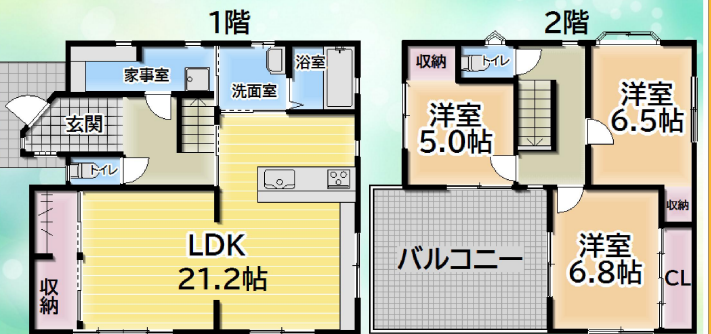 1階
家事室
洗面室
浴室
玄関
トイレ
LDK
21.2帖
収納
2階
収納
トイレ
洋室
5.0帖
洋室
6.5帖
収納
バルコニー
洋室
6.8帖
CL